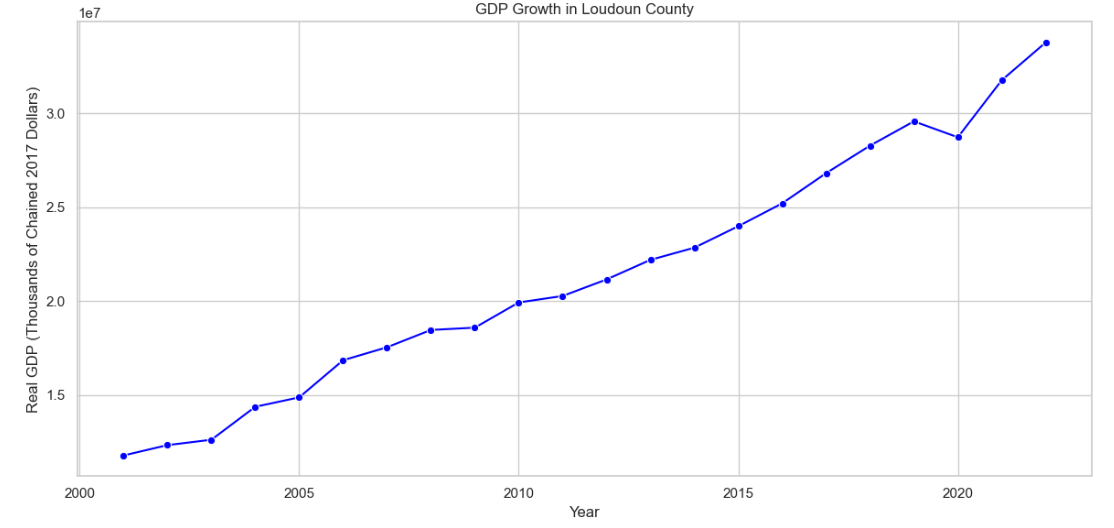 GDP Growth in Loudoun County
1e7
Real GDP (Thousands of Chained 2017 Dollars)
3.0
2.5
2.0
1.5
2000 2005 2010 2015 2020
Year